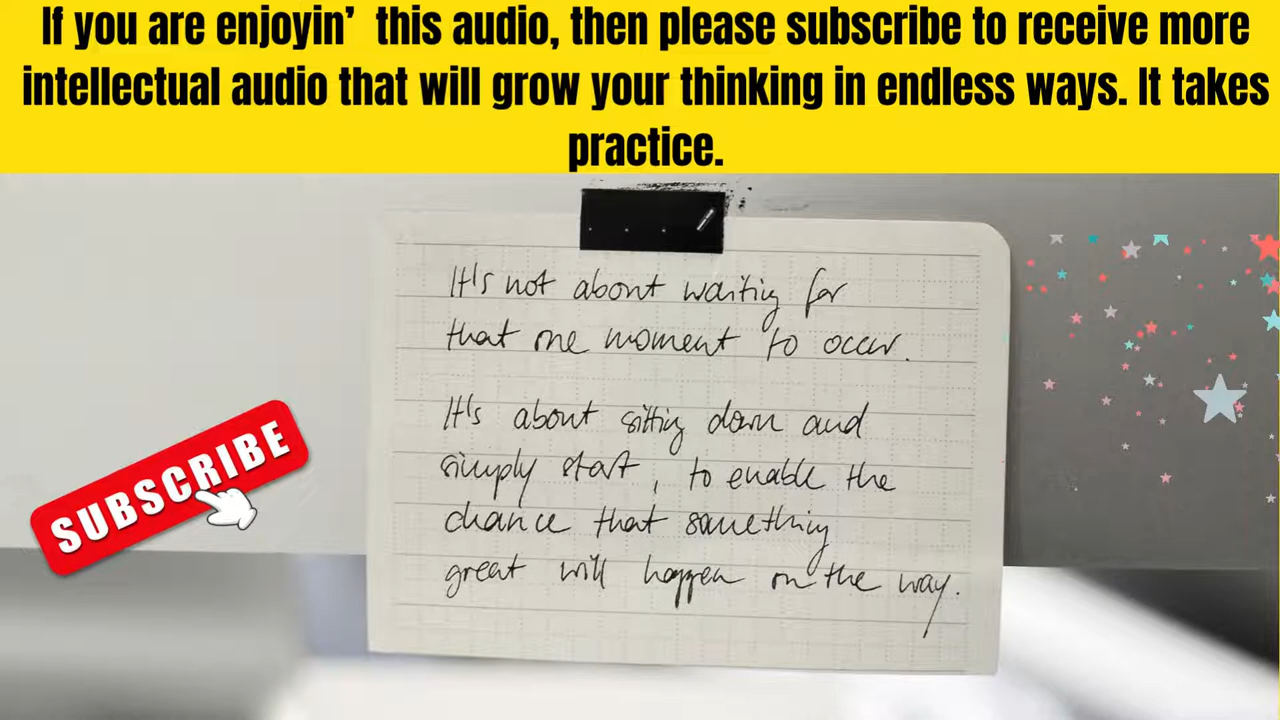 If you are enjoyin’ this audio, then please subscribe to receive more
intellectual audio that will grow your thinking in endless ways. It takes
practice.
It's not about waiting for
that one moment to occur.
It's about sitting down and
simply start, to enable the
chance that something
great will happen on the way.
SUBSCRIBE